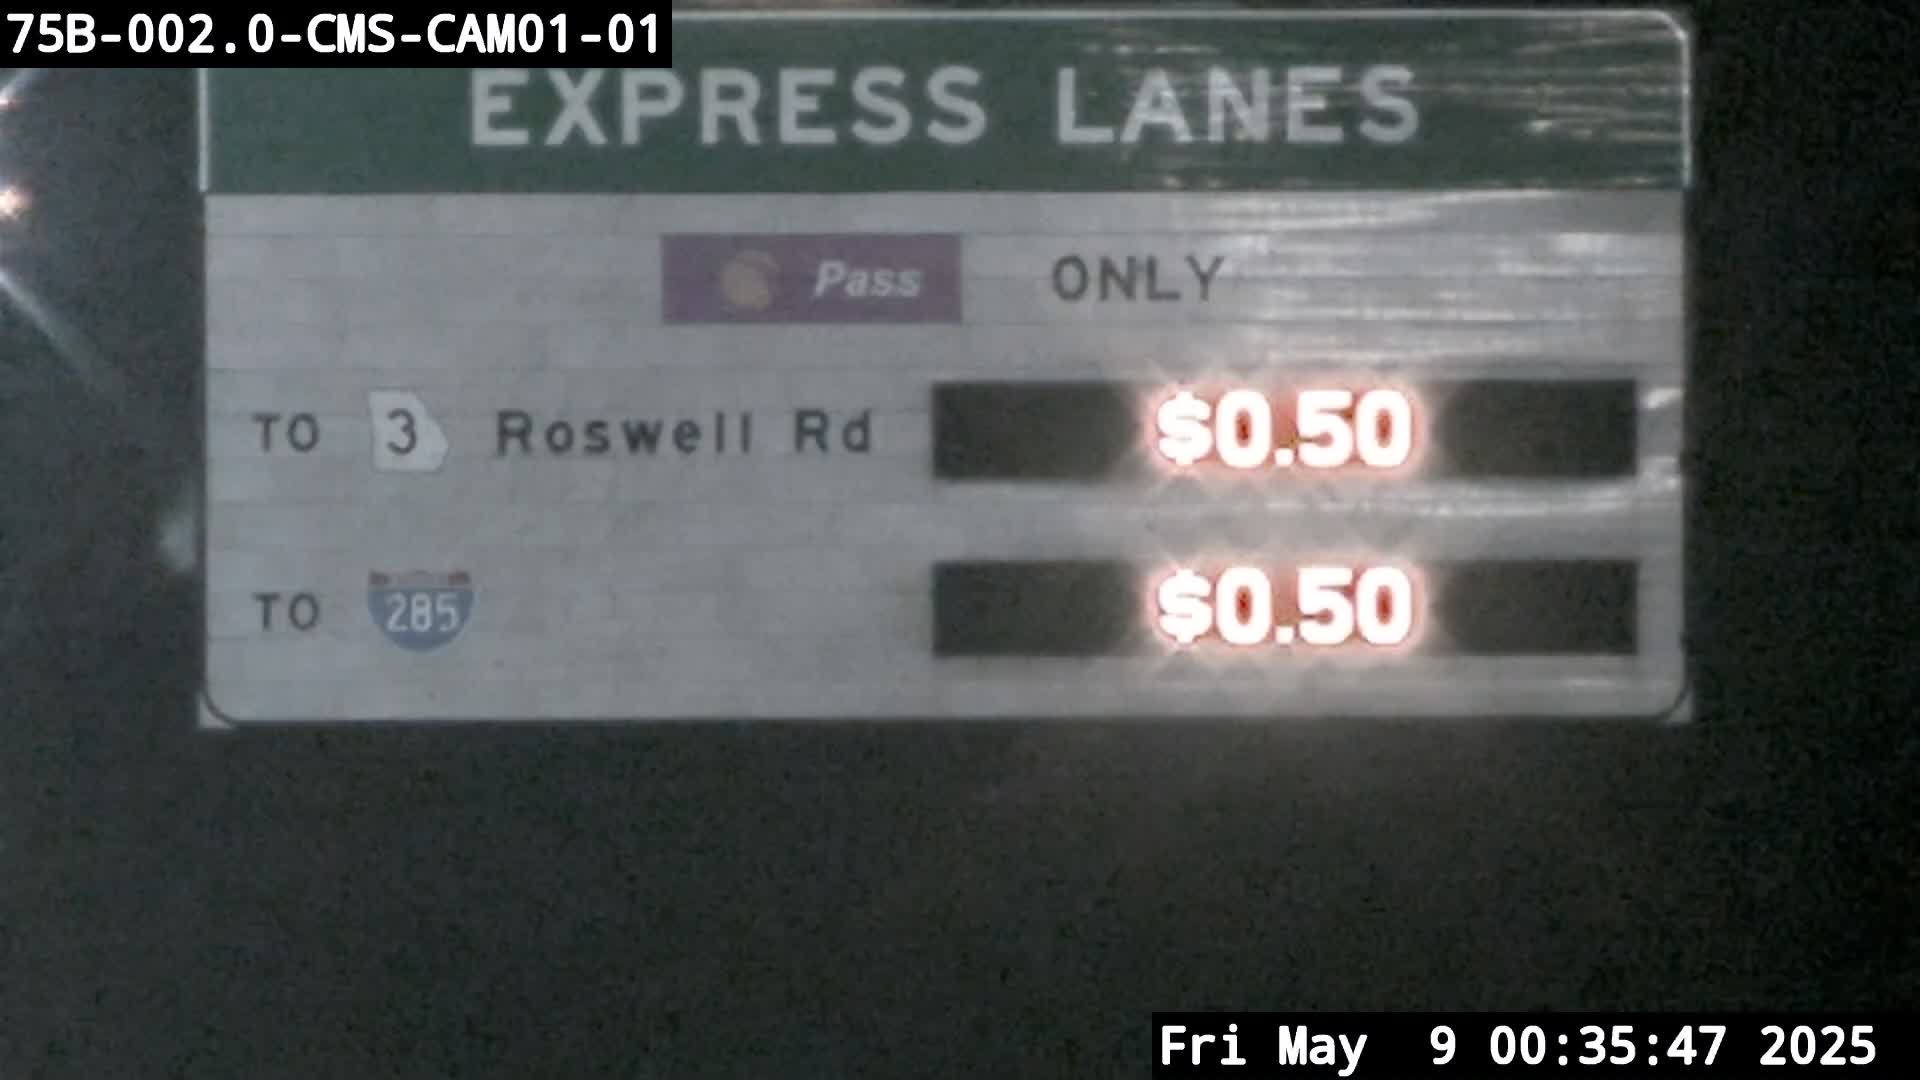 75B-002.0-CMS-CAM01-01
EXPRESS LANES
Pass ONLY
TO 3 Roswell Rd $0.50
TO 285 $0.50
Fri May 9 00:35:47 2025